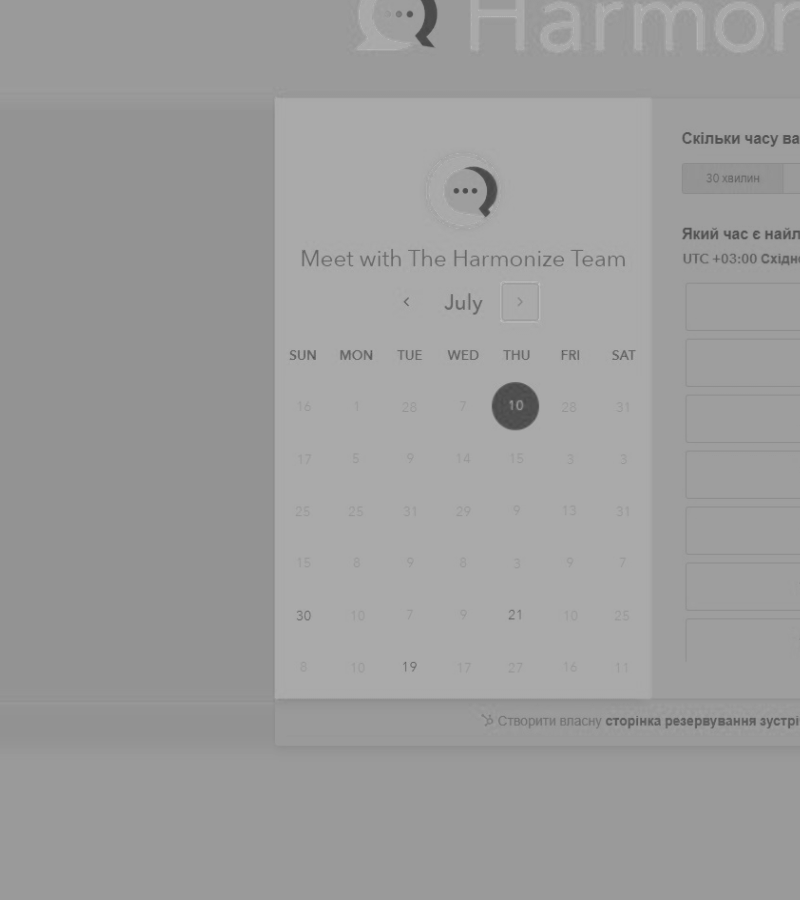 Harmon
Meet with The Harmonize Team
July
SUN MON TUE WED THU FRI SAT
16 1 28 7 10 28 31
17 5 9 14 15 3 3
25 25 31 29 9 13 31
15 8 9 8 3 9 7
30 10 7 9 21 10 25
8 10 19 17 27 16 11
Скільки часу ва
30 хвилин
Який час є найл
UTC +03:00 Східно
Створити власну сторінка резервування зустрі